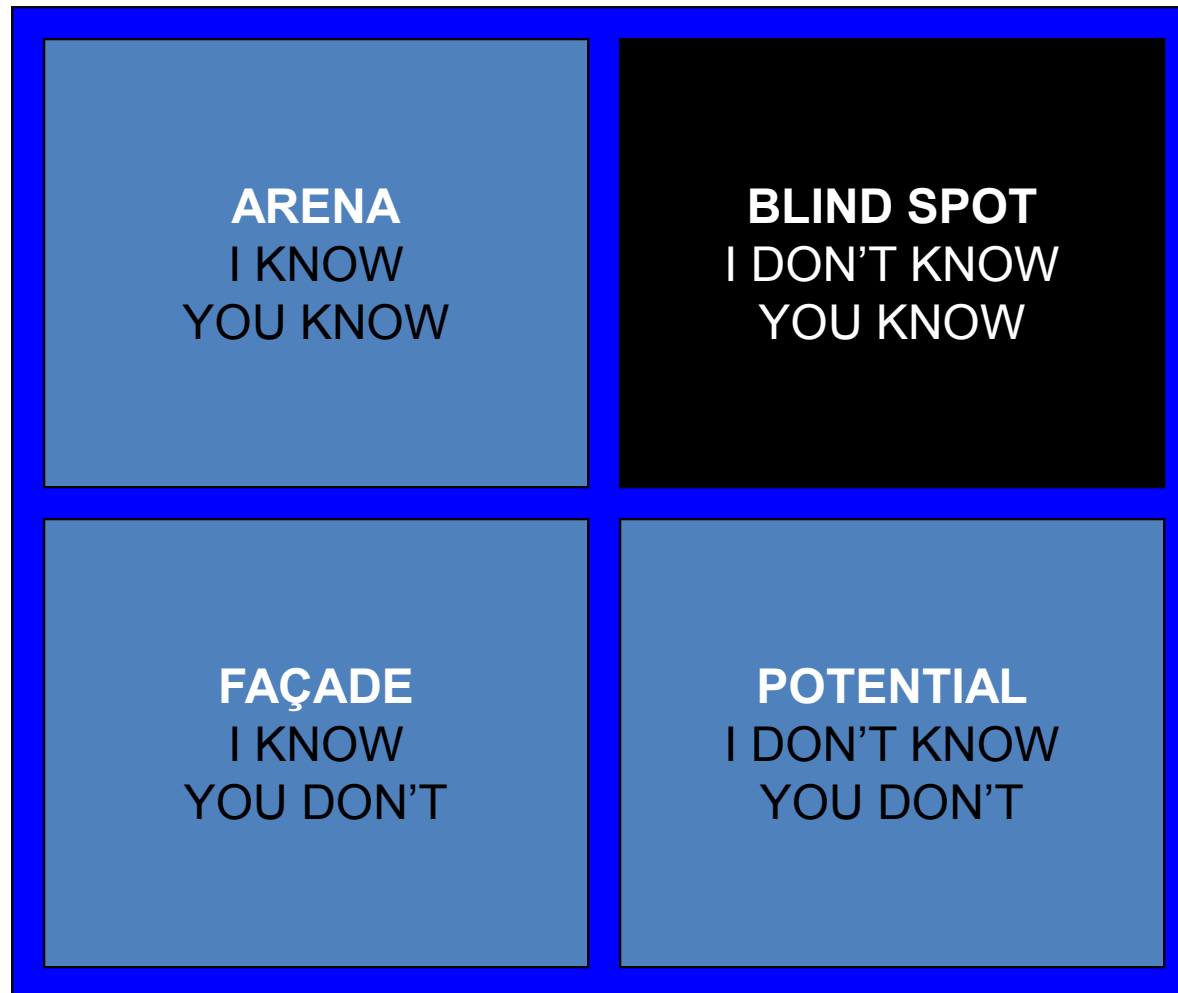 ARENA
I KNOW
YOU KNOW
BLIND SPOT
I DON’T KNOW
YOU KNOW
FAÇADE
I KNOW
YOU DON’T
POTENTIAL
I DON’T KNOW
YOU DON’T